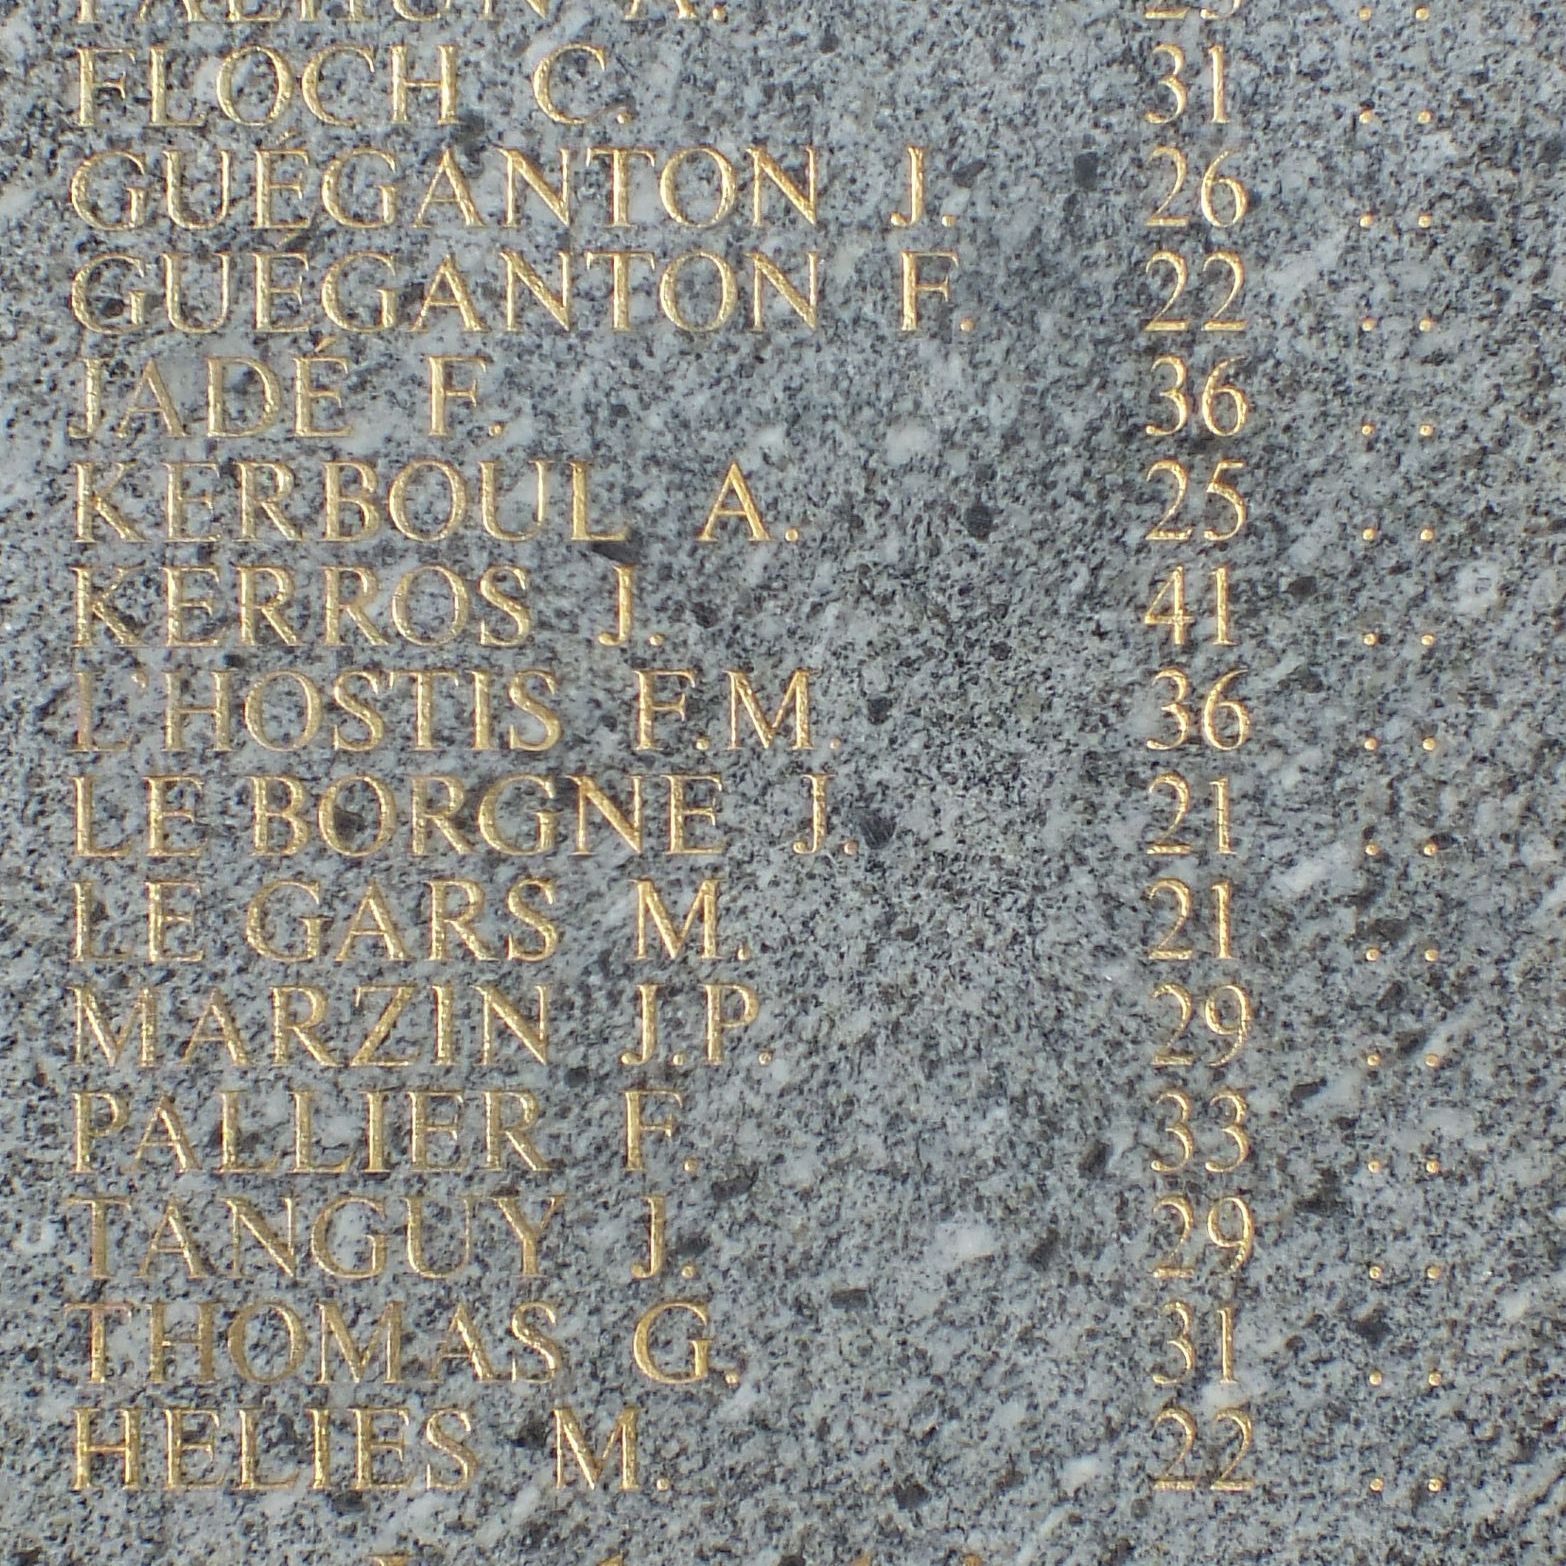 FLOCH C. 31 . .
GUÉGANTON J. 26 . .
GUÉGANTON F. 22 . .
JADÉ F. 36 . .
KERBOUL A. 25 . .
KERROS J. 41 . .
L'HOSTIS F.M. 36 . .
LE BORGNE J. 21 . .
LE GARS M. 21 . .
MARZIN J.P. 29 . .
PALLIER F. 33 . .
TANGUY J. 29 . .
THOMAS G. 31 . .
HELIES M. 22 . .